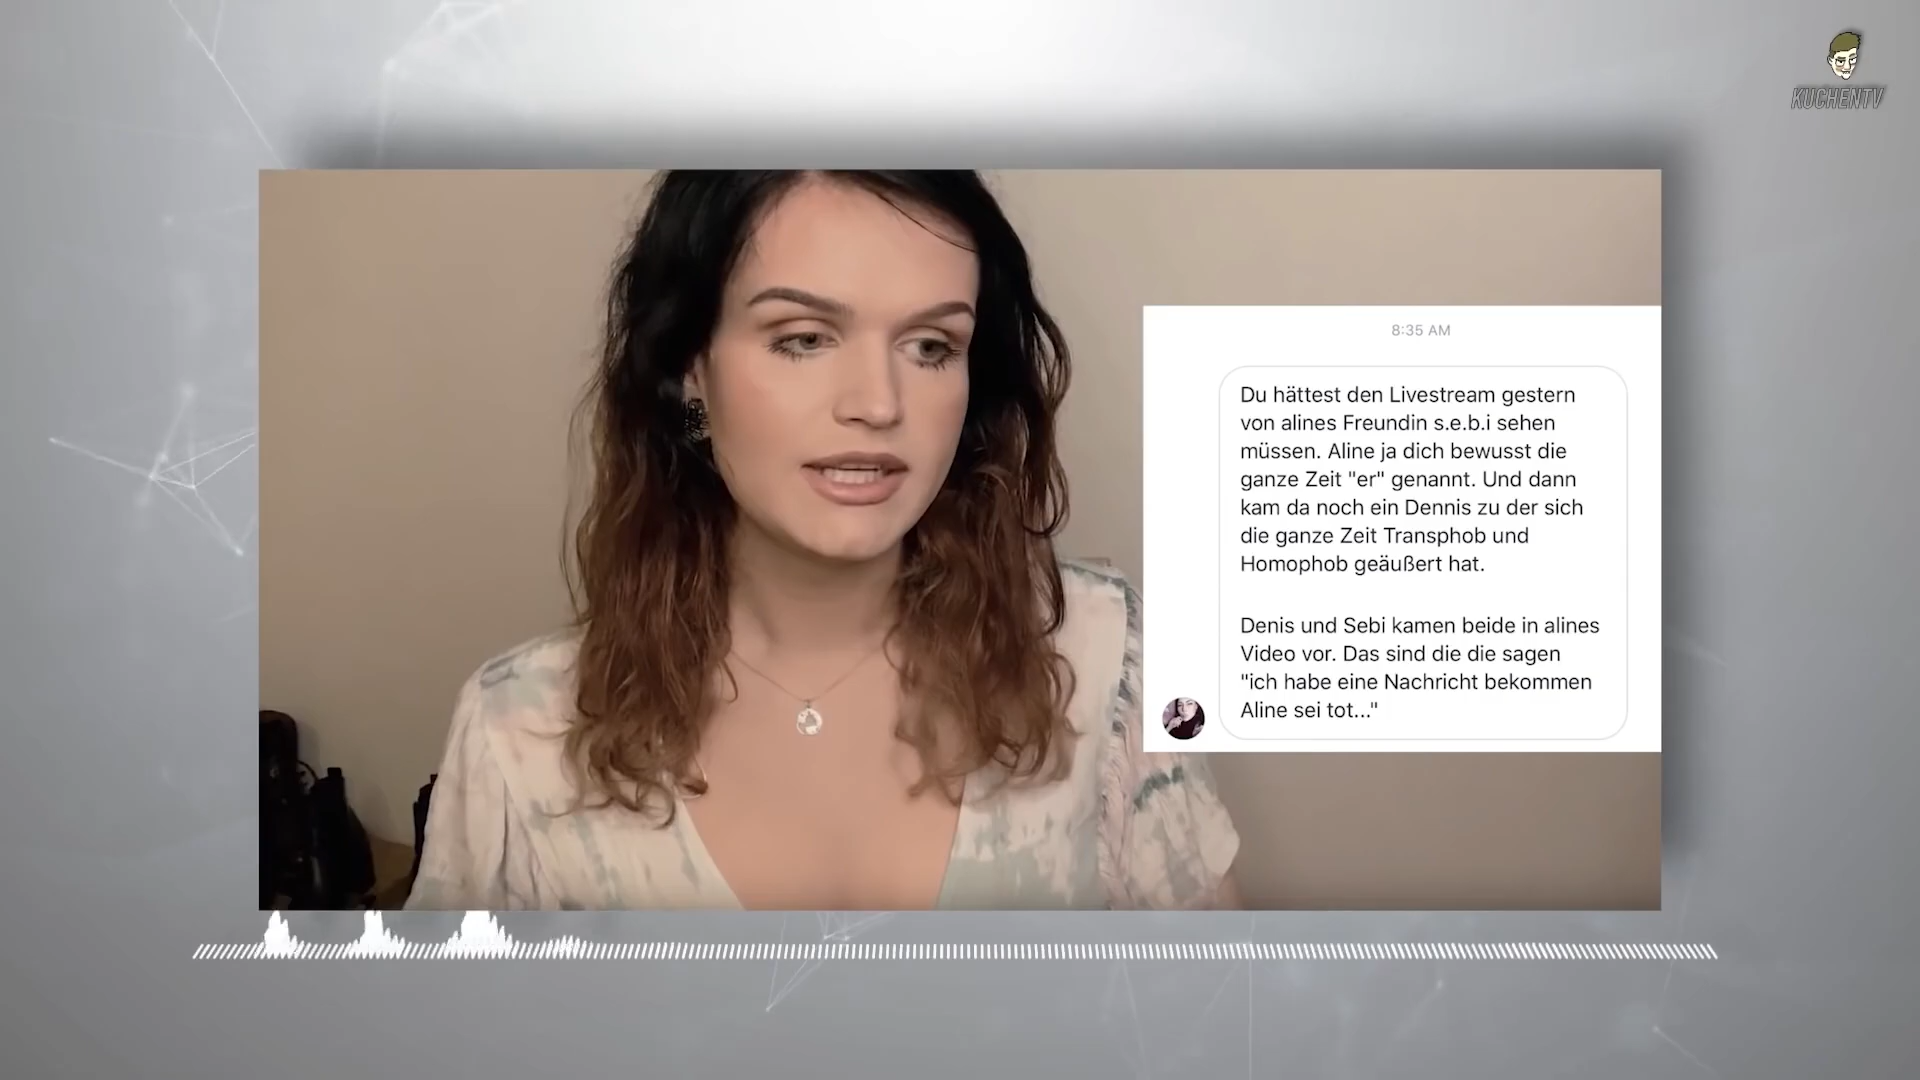 KUCHENTV
8:35 AM
Du hättest den Livestream gestern
von alines Freundin s.e.b.i sehen
müssen. Aline ja dich bewusst die
ganze Zeit "er" genannt. Und dann
kam da noch ein Dennis zu der sich
die ganze Zeit Transphob und
Homophob geäußert hat.
Denis und Sebi kamen beide in alines
Video vor. Das sind die die sagen
"ich habe eine Nachricht bekommen
Aline sei tot..."